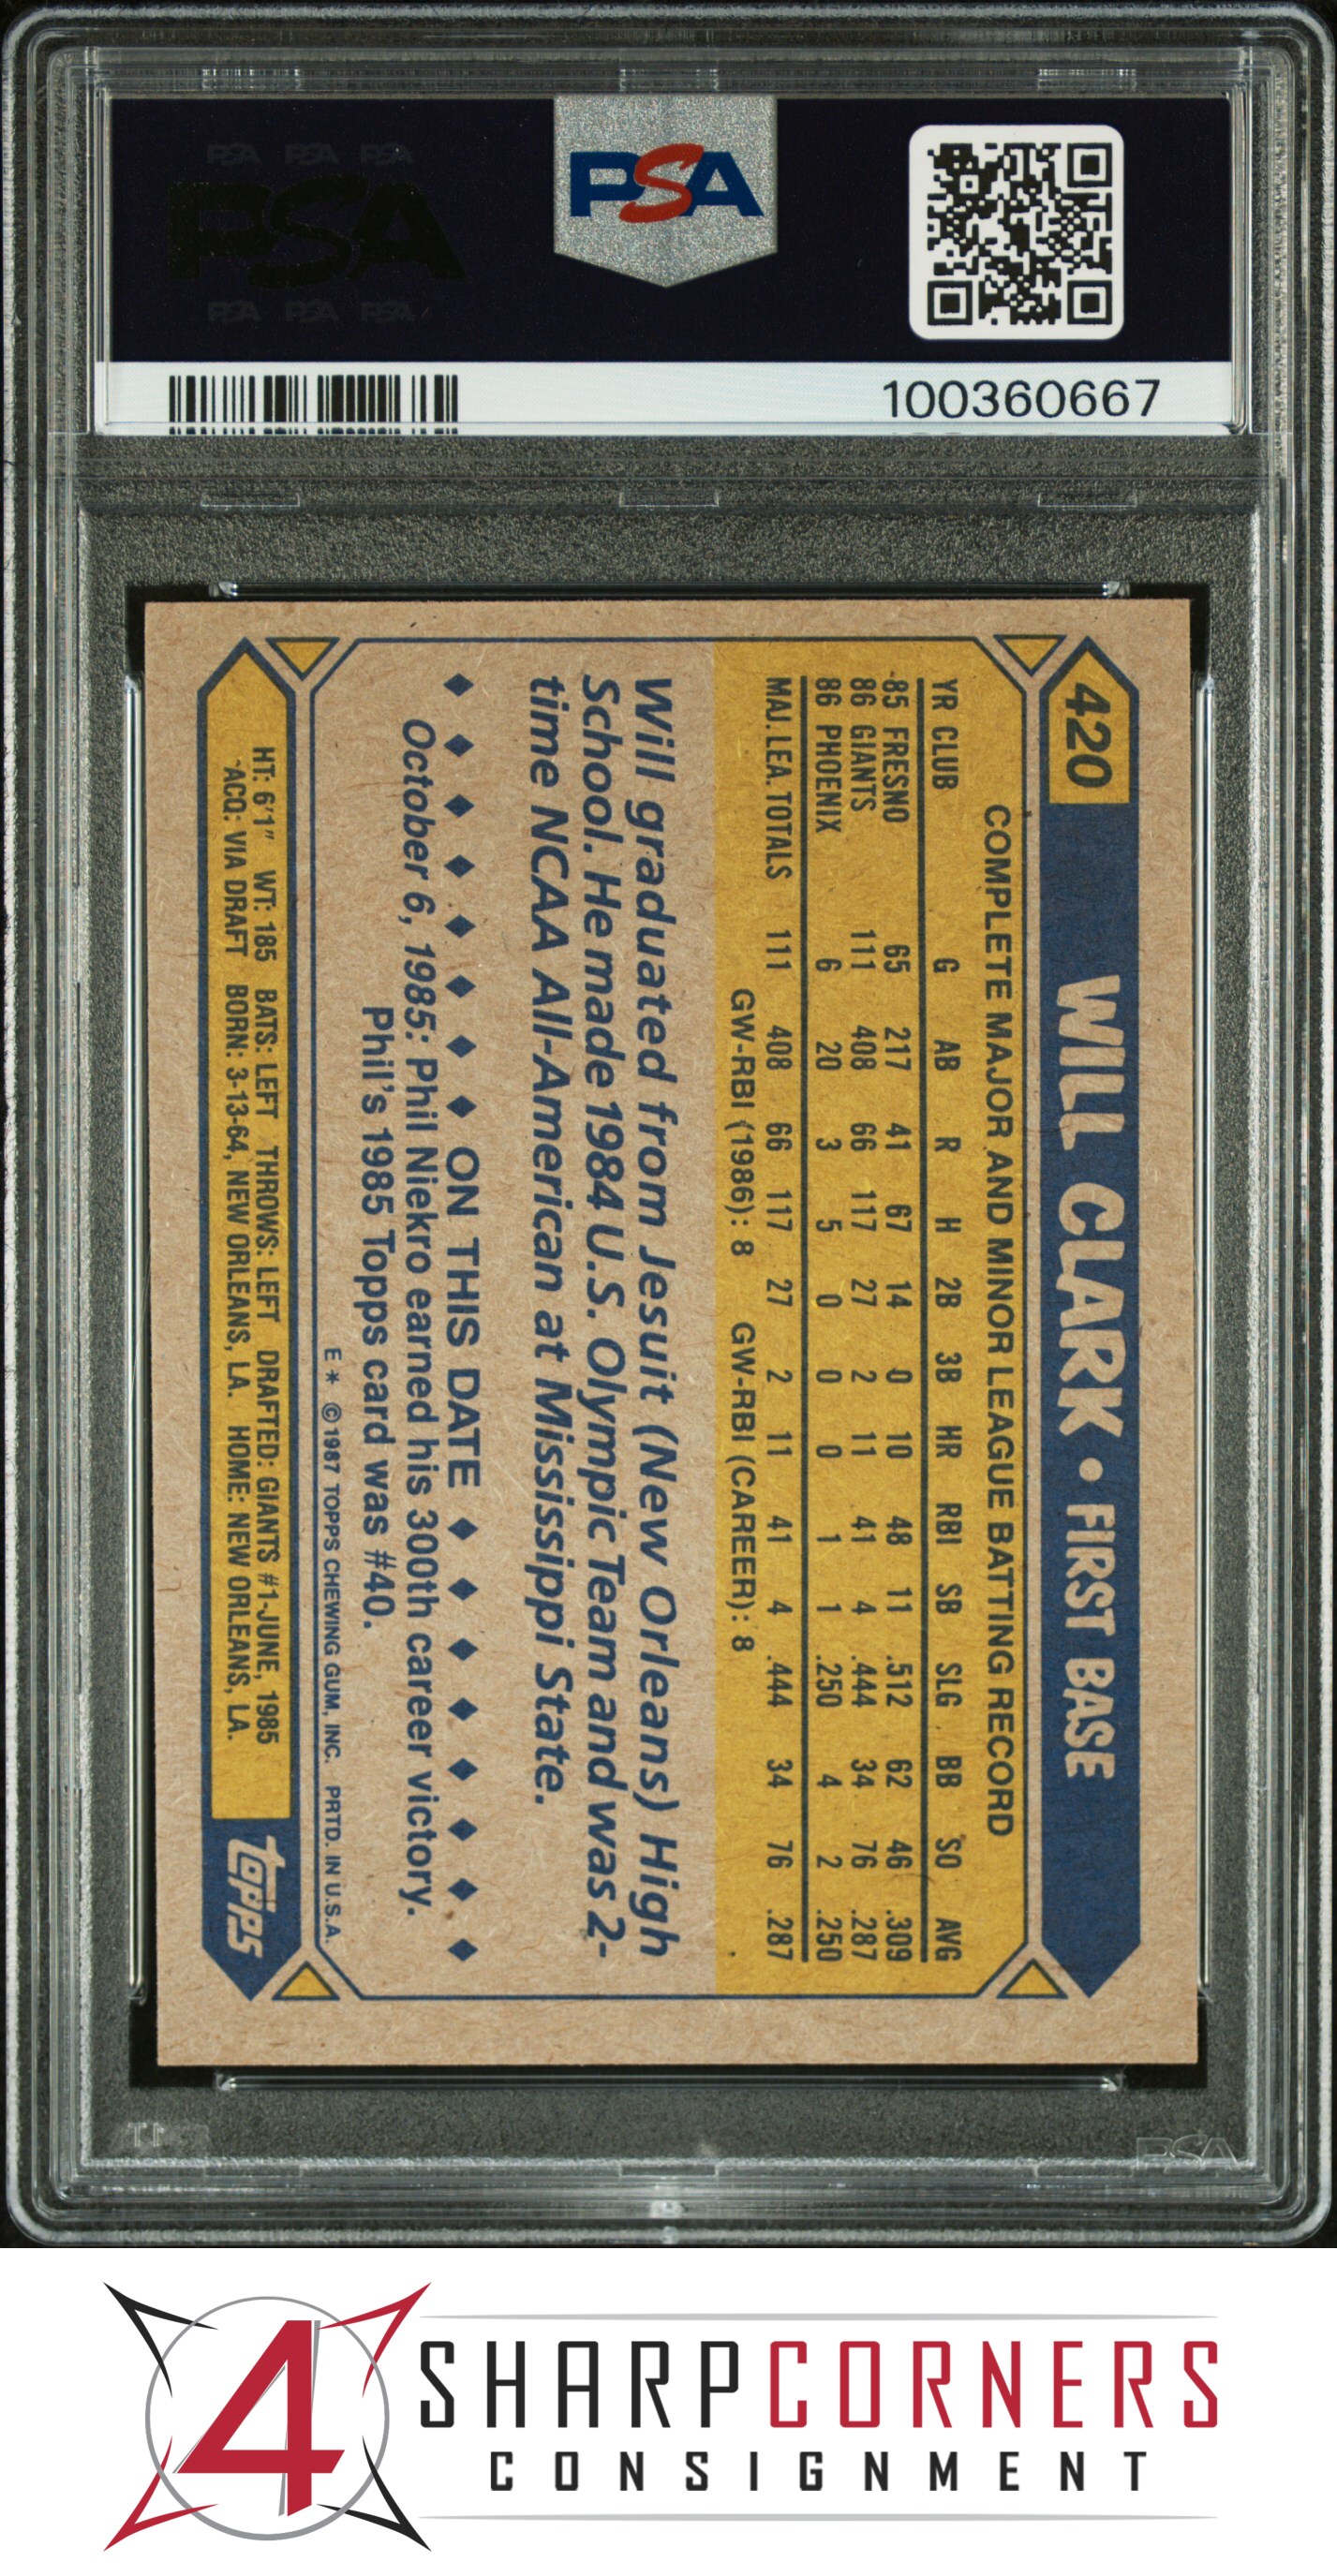 PSA PSA PSA
PSA
PSA PSA PSA
PSA
100360667
420 WILL CLARK • FIRST BASE
COMPLETE MAJOR AND MINOR LEAGUE BATTING RECORD
YR CLUB G AB R H 2B 3B HR RBI SB SLG BB SO AVG
85 FRESNO 65 217 41 67 14 0 10 48 11 .512 62 46 .309
86 GIANTS 111 408 66 117 27 2 11 41 4 .444 34 76 .287
86 PHOENIX 6 20 3 5 0 0 0 1 1 .250 4 2 .250
MAJ. LEA. TOTALS 111 408 66 117 27 2 11 41 4 .444 34 76 .287
GW-RBI (1986): 8 GW-RBI (CAREER): 8
Will graduated from Jesuit (New Orleans) High
School. He made 1984 U.S. Olympic Team and was 2-
time NCAA All-American at Mississippi State.
◆ ◆ ◆ ◆ ◆ ◆ ◆ ◆ ON THIS DATE ◆ ◆ ◆ ◆ ◆ ◆ ◆ ◆
October 6, 1985: Phil Niekro earned his 300th career victory.
Phil's 1985 Topps card was #40.
E* ©1987 TOPPS CHEWING GUM, INC. PRTD. IN U.S.A.
HT: 6'1" WT: 185 BATS: LEFT THROWS: LEFT DRAFTED: GIANTS #1-JUNE, 1985
ACQ: VIA DRAFT BORN: 3-13-64, NEW ORLEANS, LA. HOME: NEW ORLEANS, LA.
topps
PSA
4
SHARPCORNERS
CONSIGNMENT